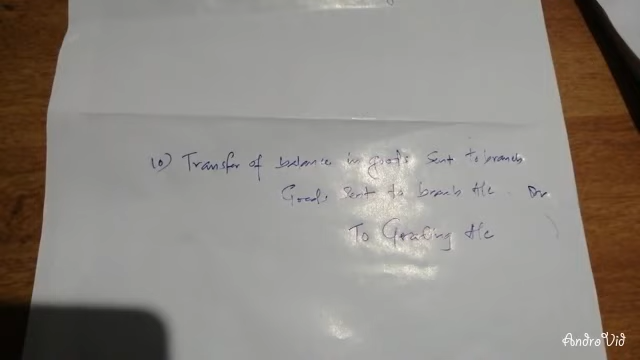 10) Transfer of balance in goods sent to branch
Goods sent to branch A/c. Dr
To Trading A/c
AndroVid